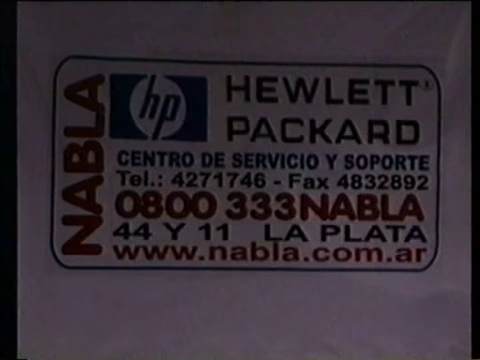 NABLA
hp HEWLETT®
PACKARD
CENTRO DE SERVICIO Y SOPORTE
Tel.: 4271746 - Fax 4832892
0800 333NABLA
44 Y 11 LA PLATA
www.nabla.com.ar